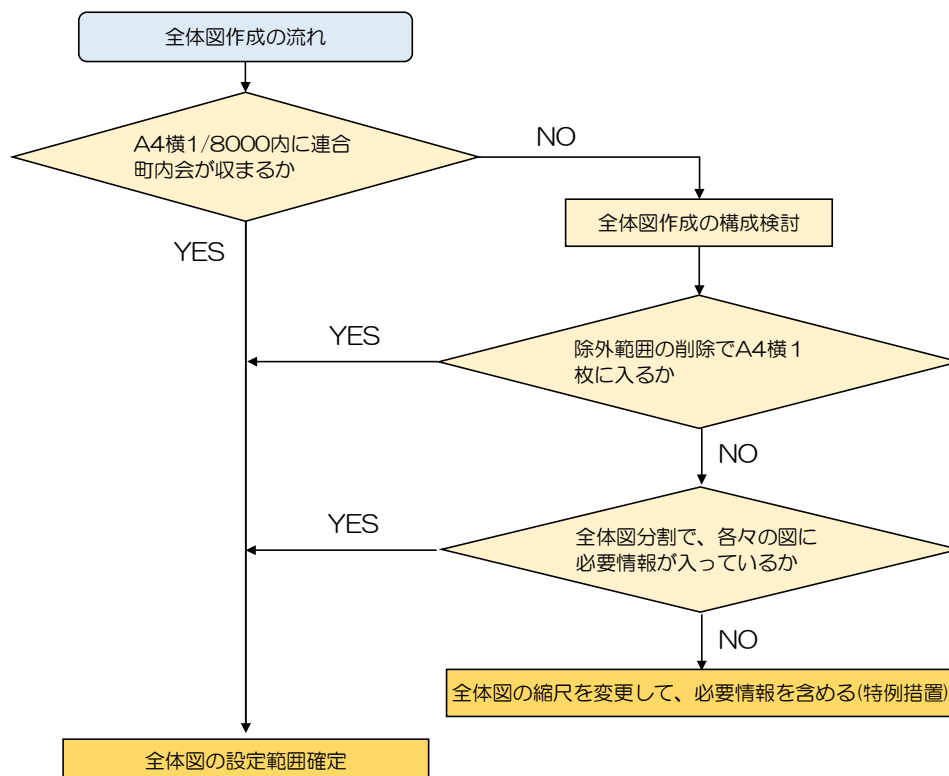 全体図作成の流れ
A4横1/8000内に連合
町内会が収まるか
NO
YES
全体図作成の構成検討
YES
除外範囲の削除でA4横１
枚に入るか
NO
YES
全体図分割で、各々の図に
必要情報が入っているか
NO
全体図の縮尺を変更して、必要情報を含める(特例措置)
全体図の設定範囲確定